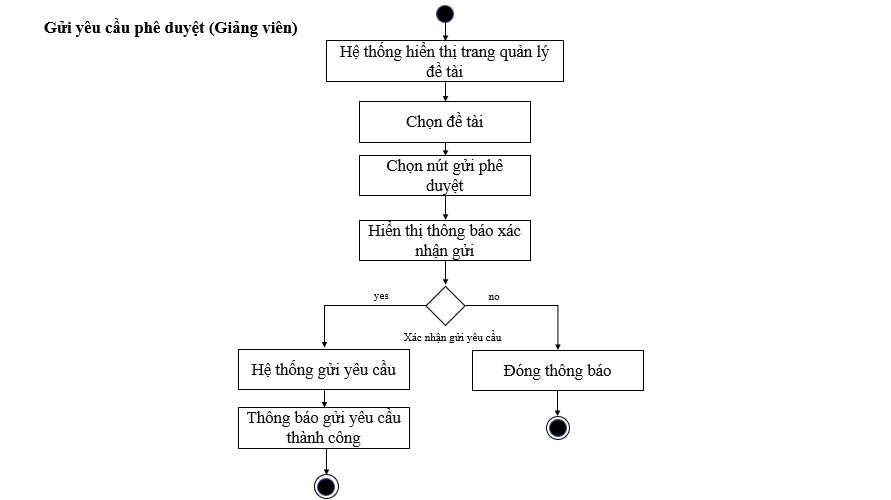 Gửi yêu cầu phê duyệt (Giảng viên)
Hệ thống hiển thị trang quản lý
đề tài
Chọn đề tài
Chọn nút gửi phê
duyệt
Hiển thị thông báo xác
nhận gửi
yes
no
Xác nhận gửi yêu cầu
Hệ thống gửi yêu cầu
Đóng thông báo
Thông báo gửi yêu cầu
thành công